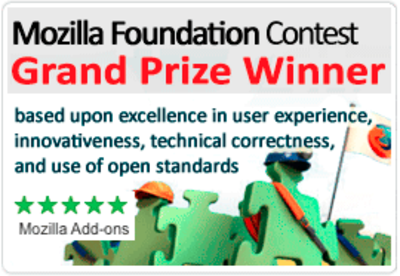 Mozilla Foundation Contest
Grand Prize Winner
based upon excellence in user experience,
innovativeness, technical correctness,
and use of open standards
Mozilla Add-ons